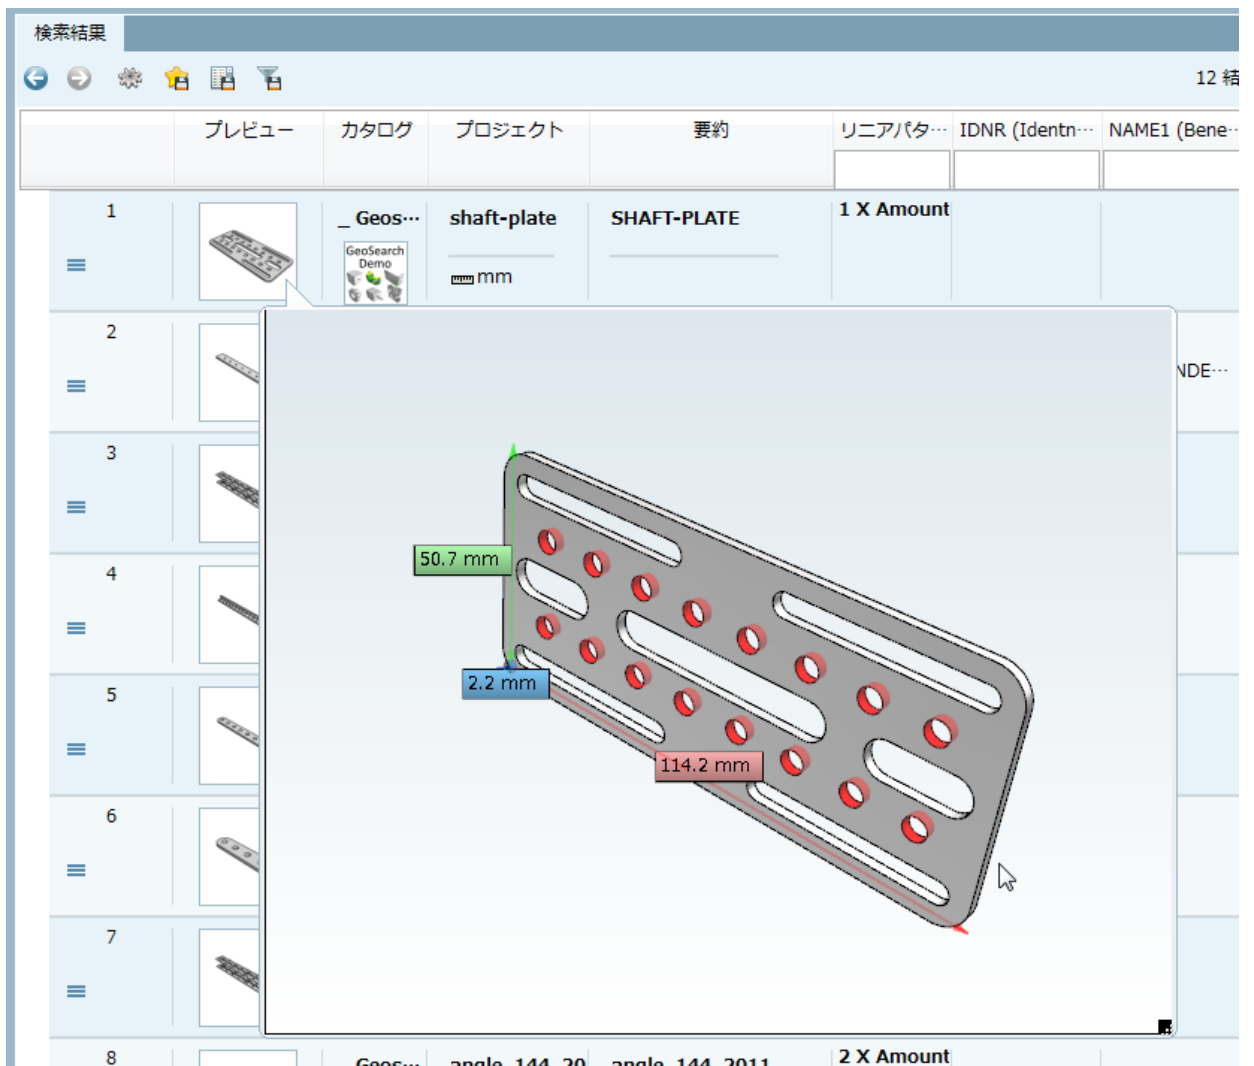 検索結果
12 結
プレビュー カタログ プロジェクト 要約 リニアパタ… IDNR (Identn… NAME1 (Bene…
1 _ Geos… shaft-plate SHAFT-PLATE 1 X Amount
GeoSearch
Demo
mm
2
NDE…
3
4
5
6
7
50.7 mm
2.2 mm
114.2 mm
8 Geos… angle_144_20 angle_144_2011 2 X Amount